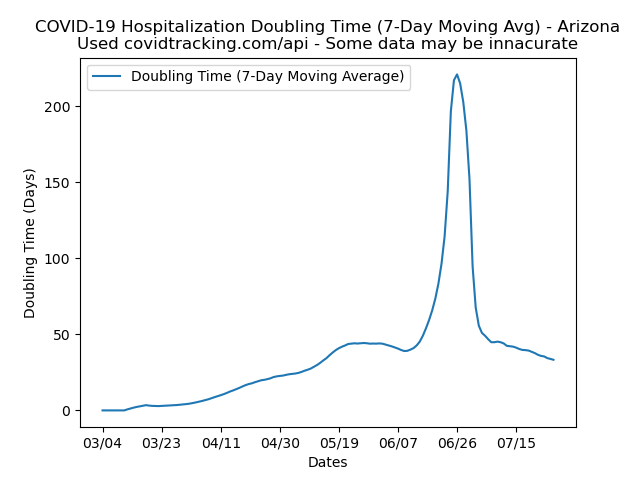 COVID-19 Hospitalization Doubling Time (7-Day Moving Avg) - Arizona
Used covidtracking.com/api - Some data may be innacurate
Doubling Time (7-Day Moving Average)
Doubling Time (Days)
200
150
100
50
0
03/04 03/23 04/11 04/30 05/19 06/07 06/26 07/15
Dates